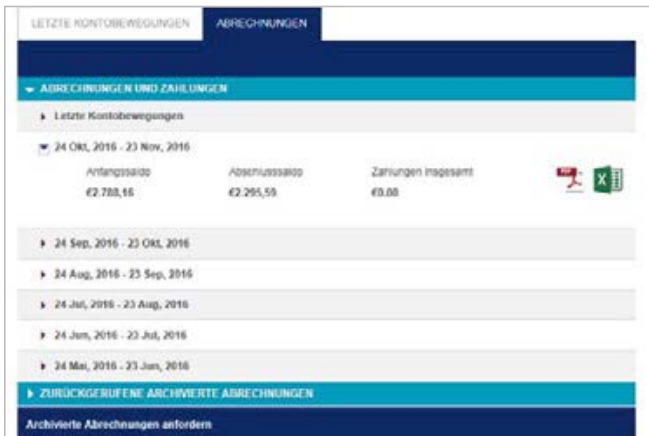 LETZTE KONTOBEWEGUNGEN ABRECHNUNGEN
ABRECHNUNGEN UND ZAHLUNGEN
Letzte Kontobewegungen
24 Okt, 2016 - 23 Nov, 2016
Anfangssaldo Abschlusssaldo Zahlungen insgesamt
€2.788,16 €2.295,59 €0.00
24 Sep, 2016 - 23 Okt, 2016
24 Aug, 2016 - 23 Sep, 2016
24 Jul, 2016 - 23 Aug, 2016
24 Jun, 2016 - 23 Jul, 2016
24 Mai, 2016 - 23 Jun, 2016
ZURÜCKGERUFENE ARCHIVIERTE ABRECHNUNGEN
Archivierte Abrechnungen anfordern